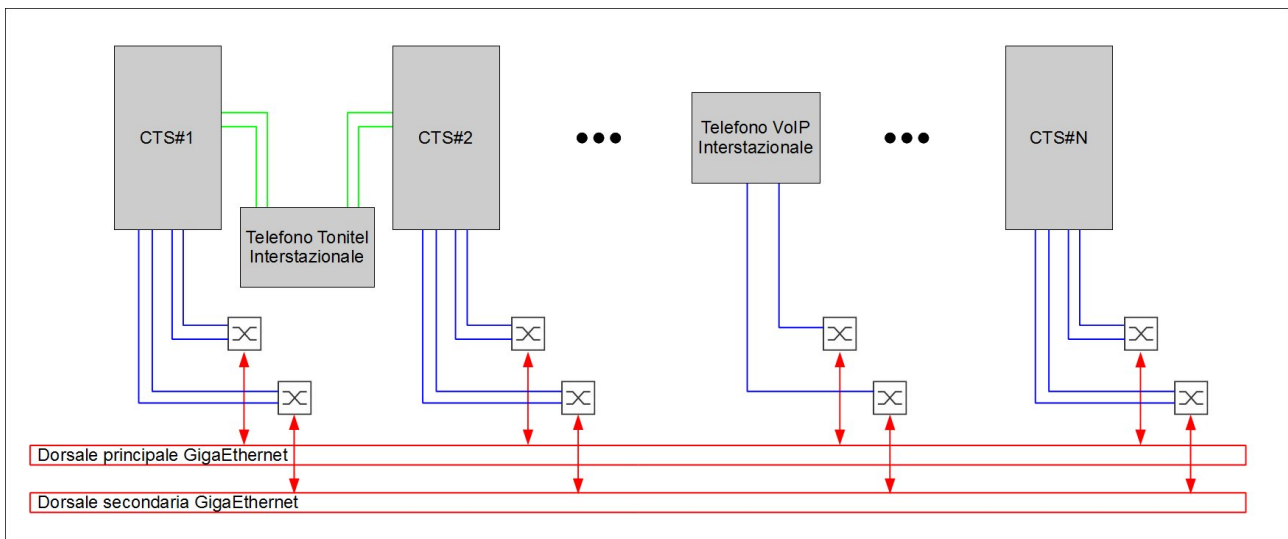 CTS#1
CTS#2
Telefono VoIP
Interstazionale
CTS#N
Telefono Tonitel
Interstazionale
Dorsale principale GigaEthernet
Dorsale secondaria GigaEthernet